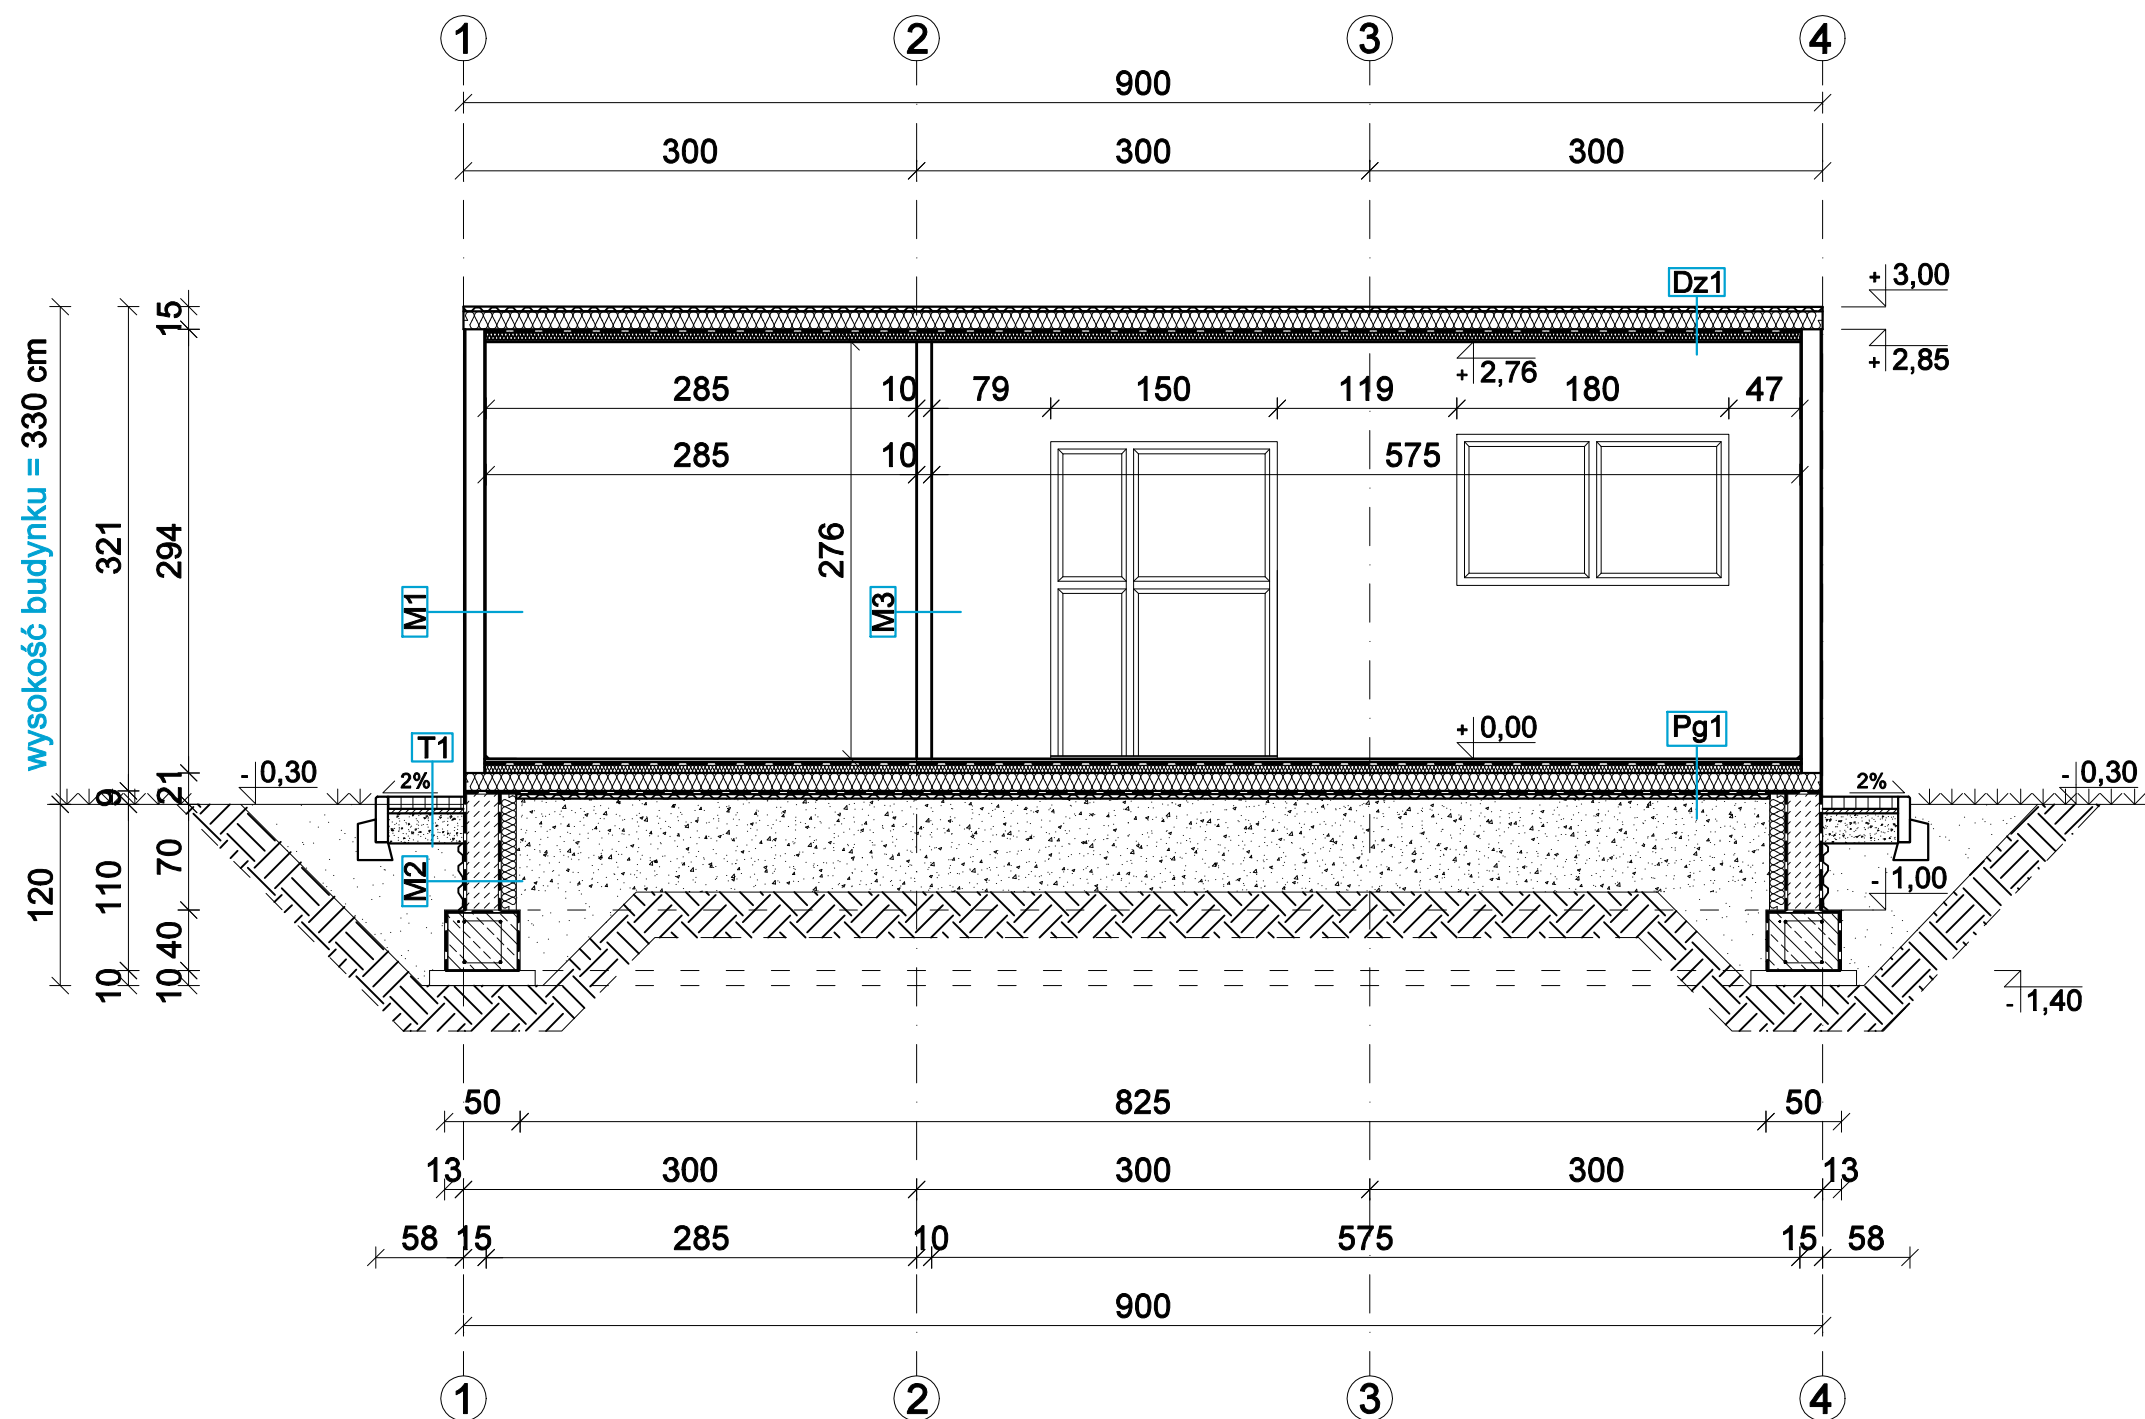 1 2 3 4
900
300 300 300
Dz1
+ 3,00
15
+ 2,76
+ 2,85
285 10 79 150 119 180 47
285 10 575
wysokość budynku = 330 cm
321
294
276
M1
M3
+ 0,00
Pg1
T1
- 0,30
2%
2%
- 0,30
21
9
120
110
70
M2
- 1,00
40
10
10
- 1,40
50 825 50
13 300 300 300 13
58 15 285 10 575 15 58
900
1 2 3 4